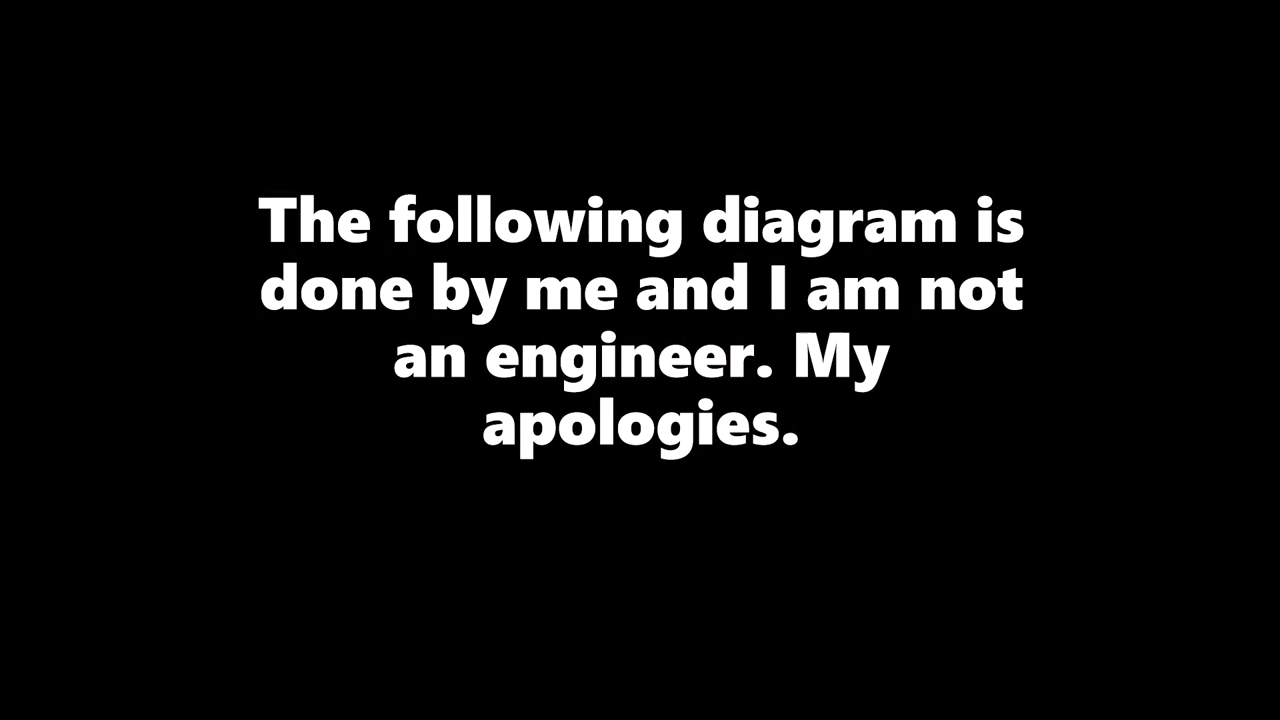 The following diagram is
done by me and I am not
an engineer. My
apologies.